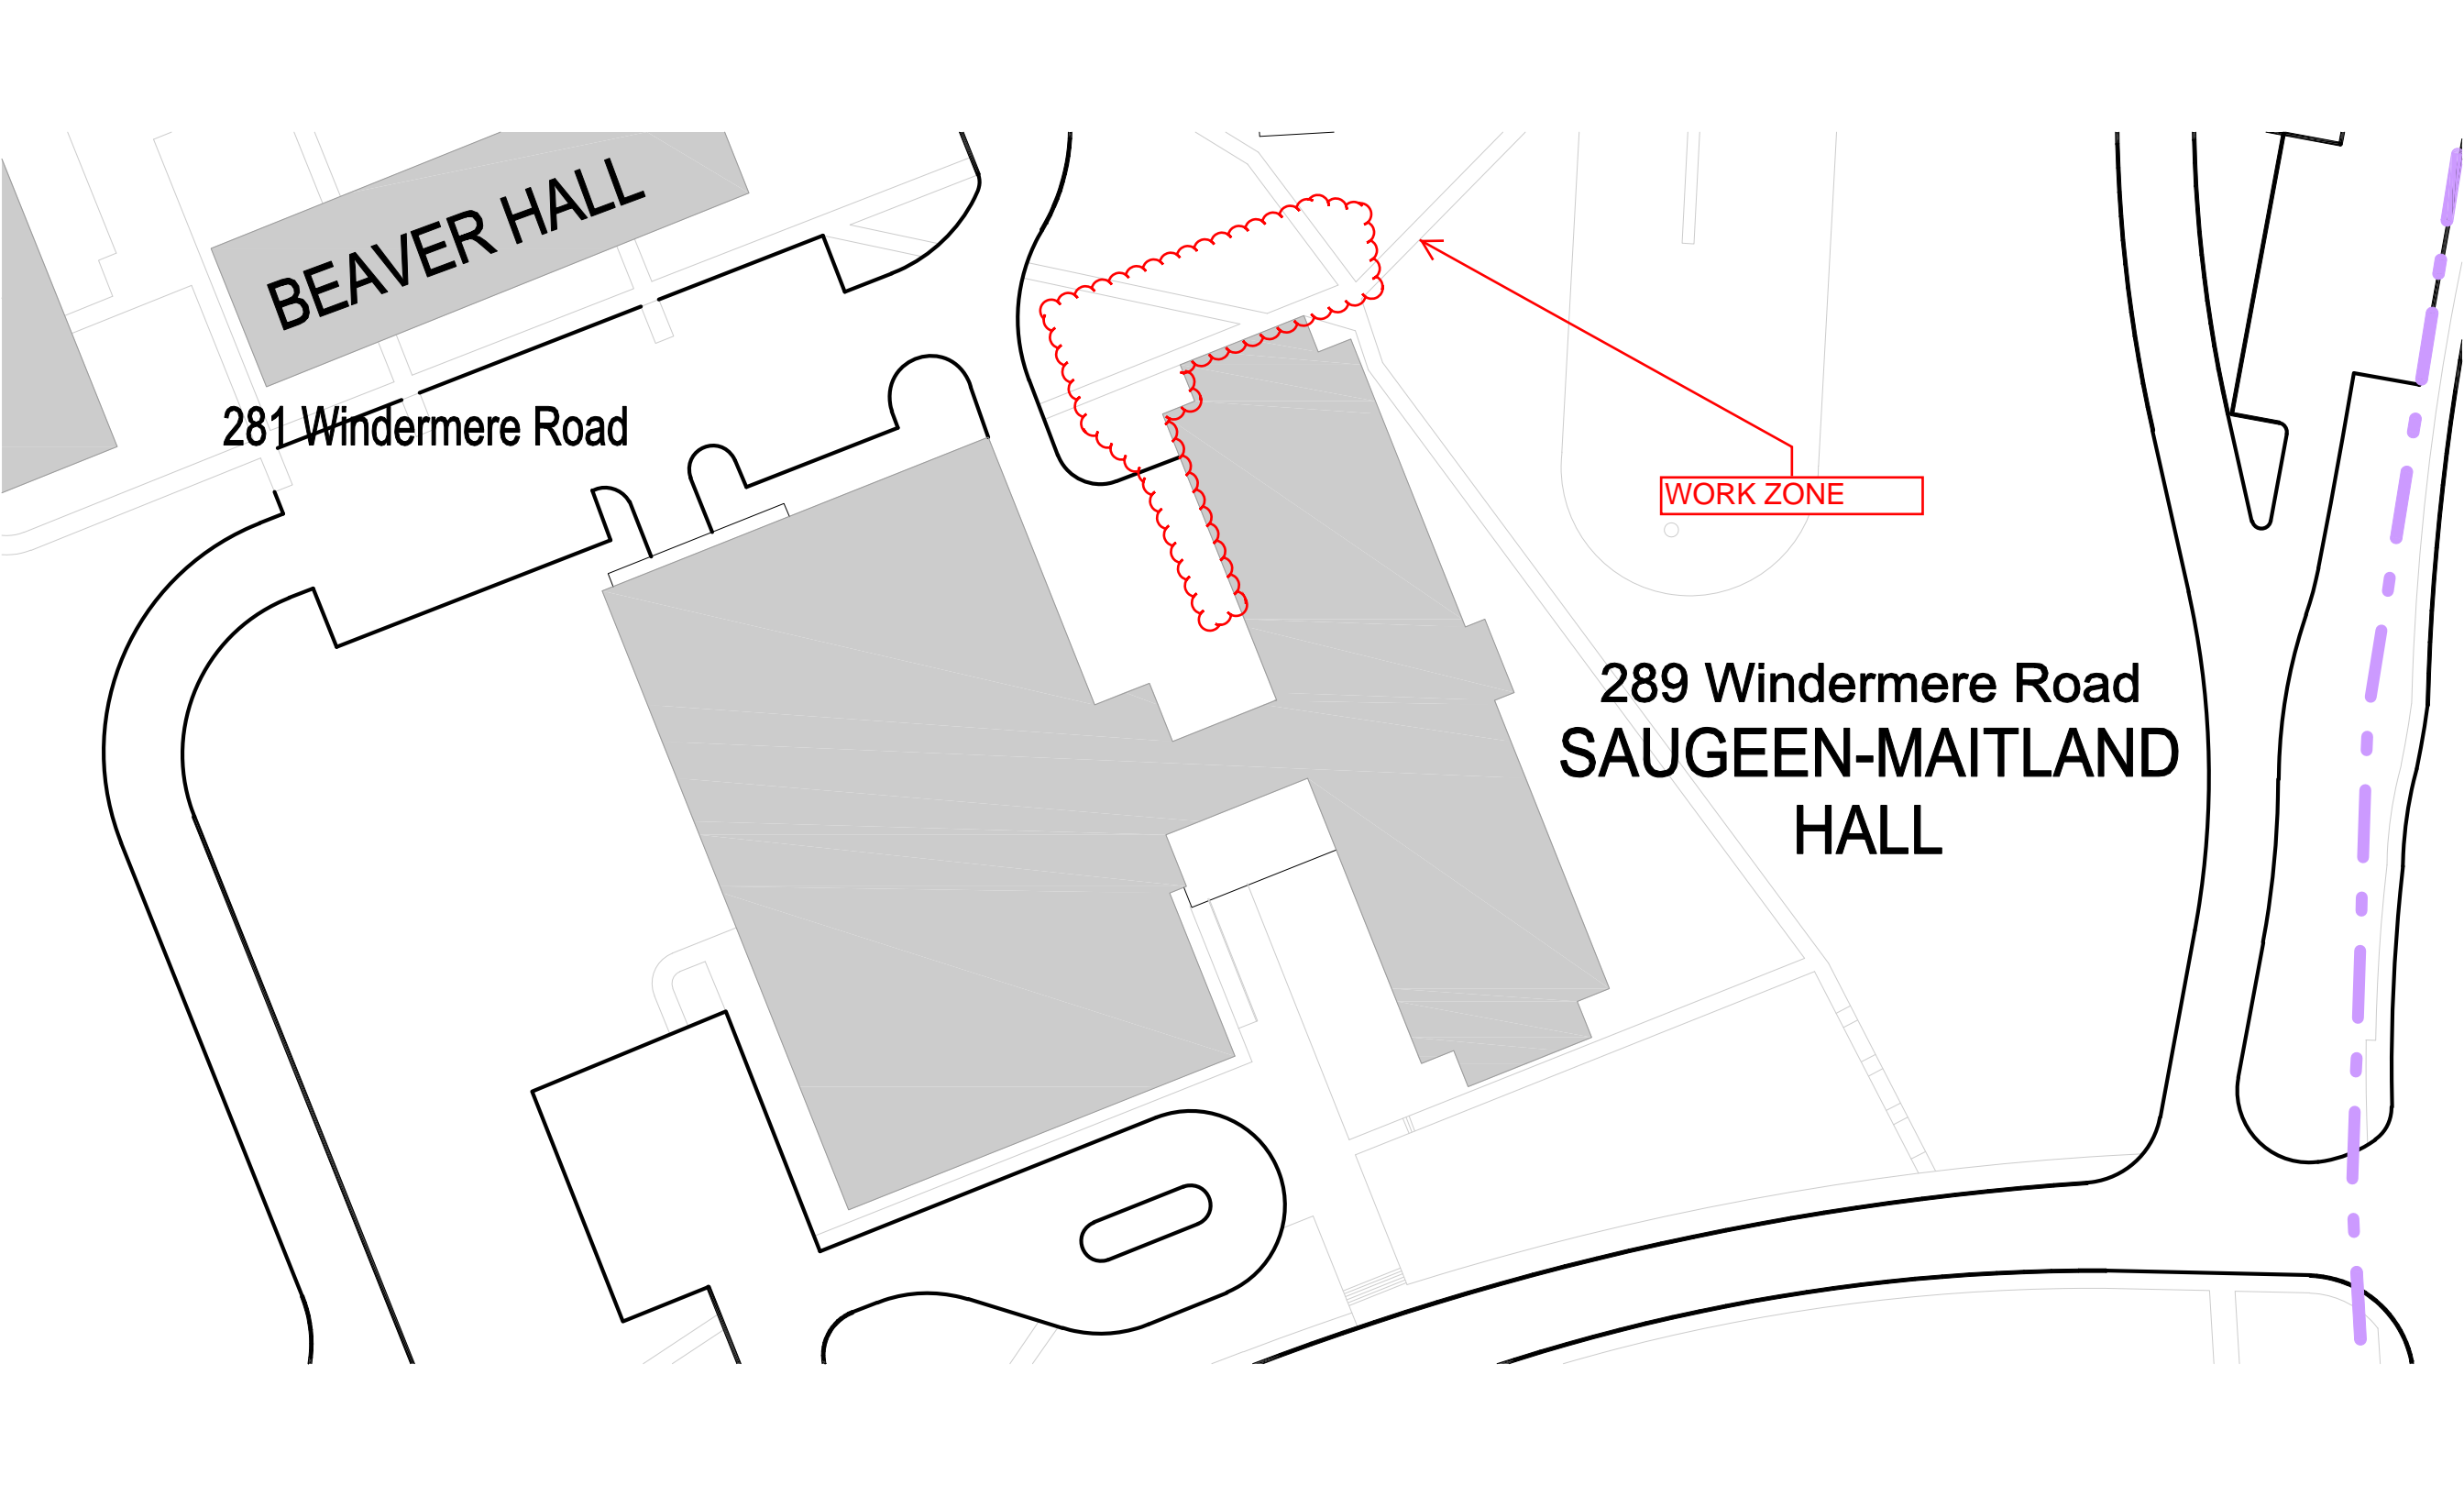 BEAVER HALL
281 Windermere Road
WORK ZONE
289 Windermere Road
SAUGEEN-MAITLAND
HALL